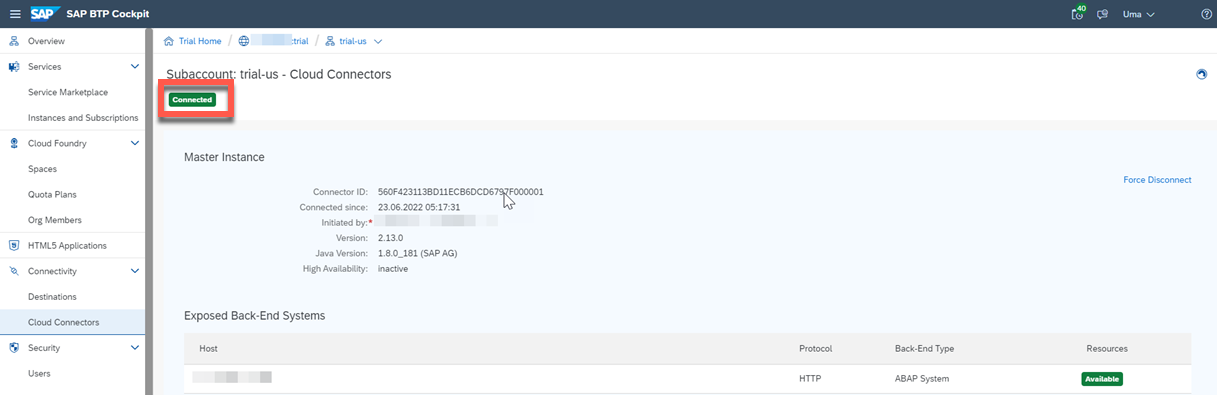 SAP SAP BTP Cockpit 40 Uma
Overview
Services
Service Marketplace
Instances and Subscriptions
Cloud Foundry
Spaces
Quota Plans
Org Members
HTML5 Applications
Connectivity
Destinations
Cloud Connectors
Security
Users
Trial Home / trial / trial-us
Subaccount: trial-us - Cloud Connectors
Connected
Master Instance
Force Disconnect
Connector ID: 560F423113BD11ECB6DCD6797F000001
Connected since: 23.06.2022 05:17:31
Initiated by:*
Version: 2.13.0
Java Version: 1.8.0_181 (SAP AG)
High Availability: inactive
Exposed Back-End Systems
Host Protocol Back-End Type Resources
HTTP ABAP System Available